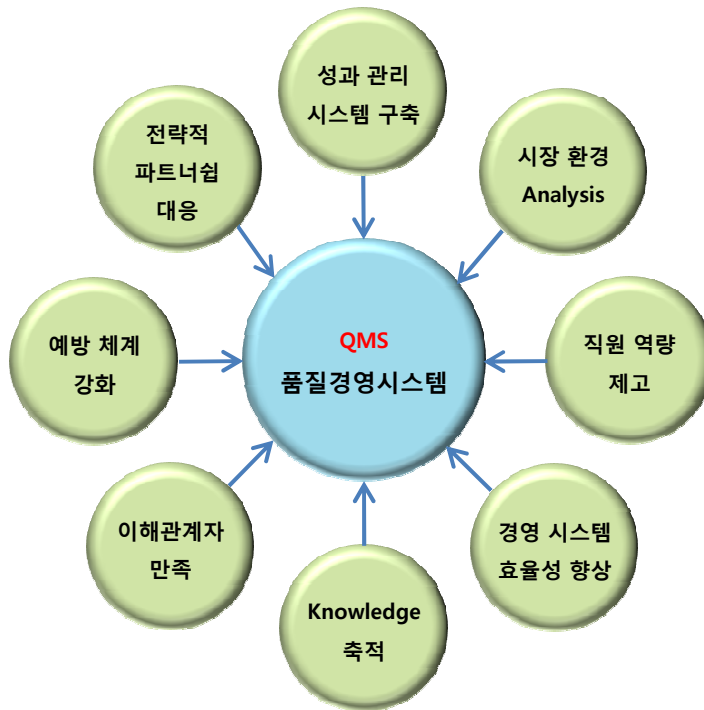 성과 관리
시스템 구축
전략적
파트너쉽
대응
시장 환경
Analysis
예방 체계
강화
QMS
품질경영시스템
직원 역량
제고
이해관계자
만족
경영 시스템
효율성 향상
Knowledge
축적